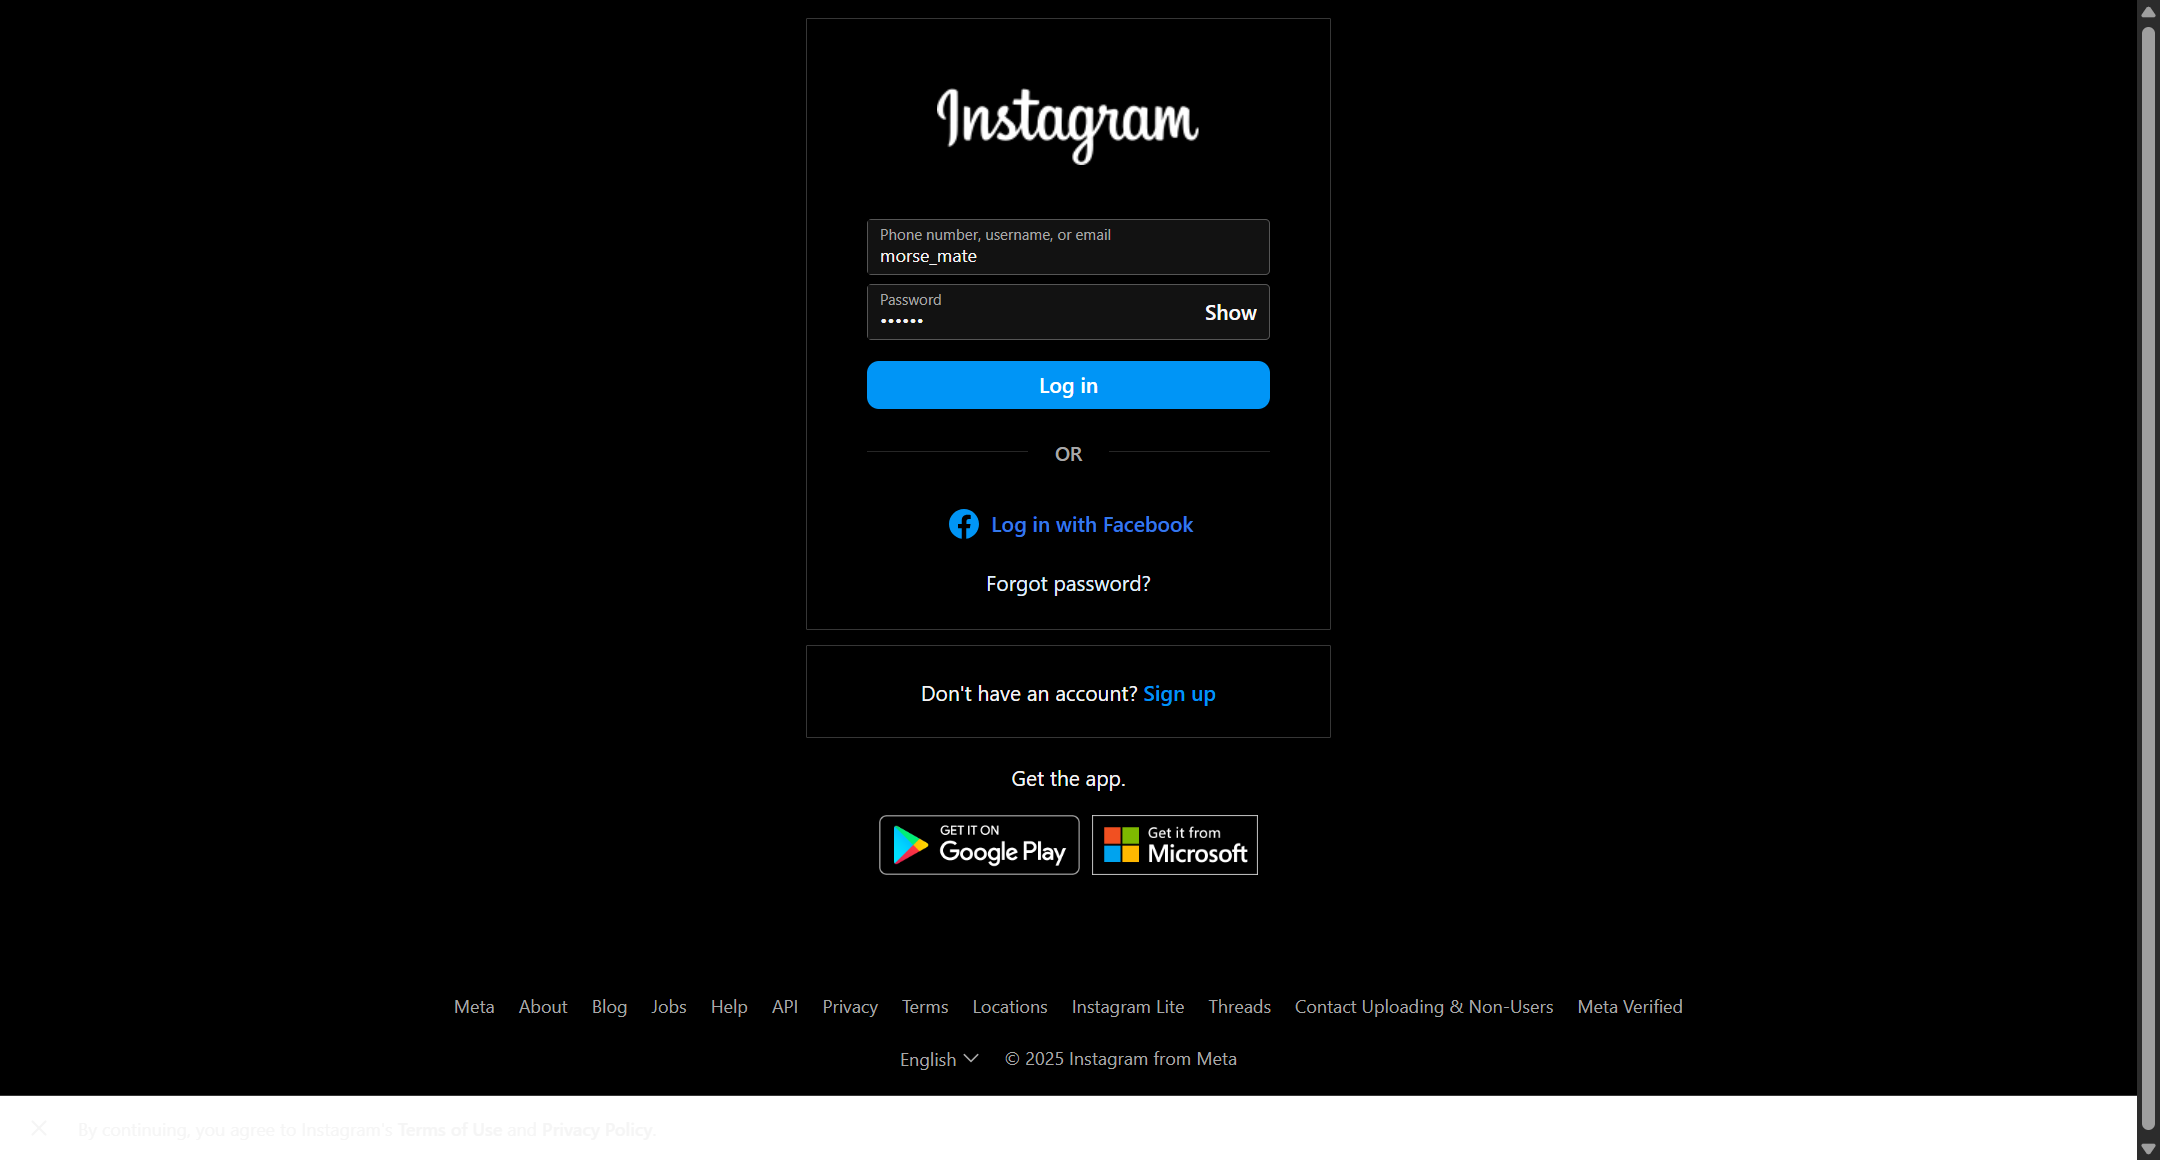 Instagram
Phone number, username, or email
morse_mate
Password
••••••
Show
Log in
OR
Log in with Facebook
Forgot password?
Don't have an account? Sign up
Get the app.
GET IT ON
Google Play
Get it from
Microsoft
Meta About Blog Jobs Help API Privacy Terms Locations Instagram Lite Threads Contact Uploading & Non-Users Meta Verified
English © 2025 Instagram from Meta
By continuing, you agree to Instagram's Terms of Use and Privacy Policy.